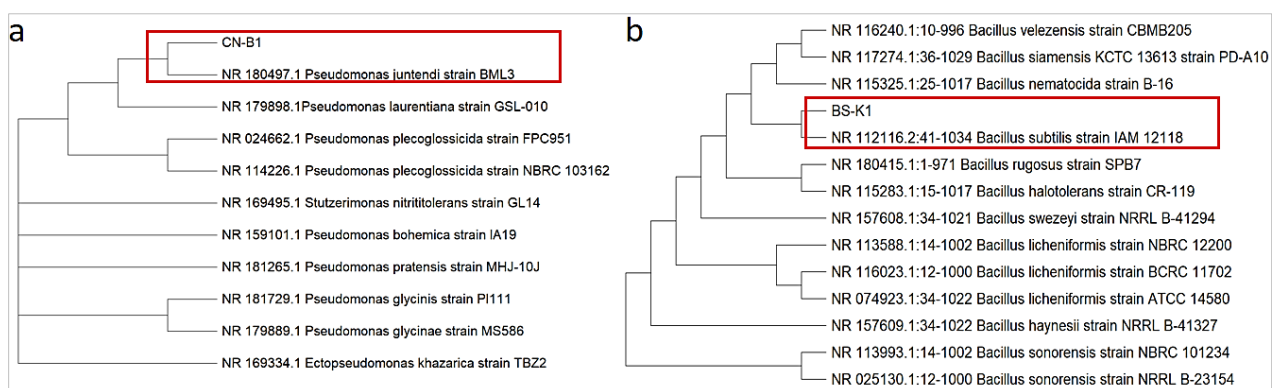 a
CN-B1
NR 180497.1 Pseudomonas juntendi strain BML3
NR 179898.1Pseudomonas laurentiana strain GSL-010
NR 024662.1 Pseudomonas plecoglossicida strain FPC951
NR 114226.1 Pseudomonas plecoglossicida strain NBRC 103162
NR 169495.1 Stutzerimonas nitrititolerans strain GL14
NR 159101.1 Pseudomonas bohemica strain IA19
NR 181265.1 Pseudomonas pratensis strain MHJ-10J
NR 181729.1 Pseudomonas glycinis strain PI111
NR 179889.1 Pseudomonas glycinae strain MS586
NR 169334.1 Ectopseudomonas khazarica strain TBZ2
b
NR 116240.1:10-996 Bacillus velezensis strain CBMB205
NR 117274.1:36-1029 Bacillus siamensis KCTC 13613 strain PD-A10
NR 115325.1:25-1017 Bacillus nematocida strain B-16
BS-K1
NR 112116.2:41-1034 Bacillus subtilis strain IAM 12118
NR 180415.1:1-971 Bacillus rugosus strain SPB7
NR 115283.1:15-1017 Bacillus halotolerans strain CR-119
NR 157608.1:34-1021 Bacillus swezeyi strain NRRL B-41294
NR 113588.1:14-1002 Bacillus licheniformis strain NBRC 12200
NR 116023.1:12-1000 Bacillus licheniformis strain BCRC 11702
NR 074923.1:34-1022 Bacillus licheniformis strain ATCC 14580
NR 157609.1:34-1022 Bacillus haynesii strain NRRL B-41327
NR 113993.1:14-1002 Bacillus sonorensis strain NBRC 101234
NR 025130.1:12-1000 Bacillus sonorensis strain NRRL B-23154